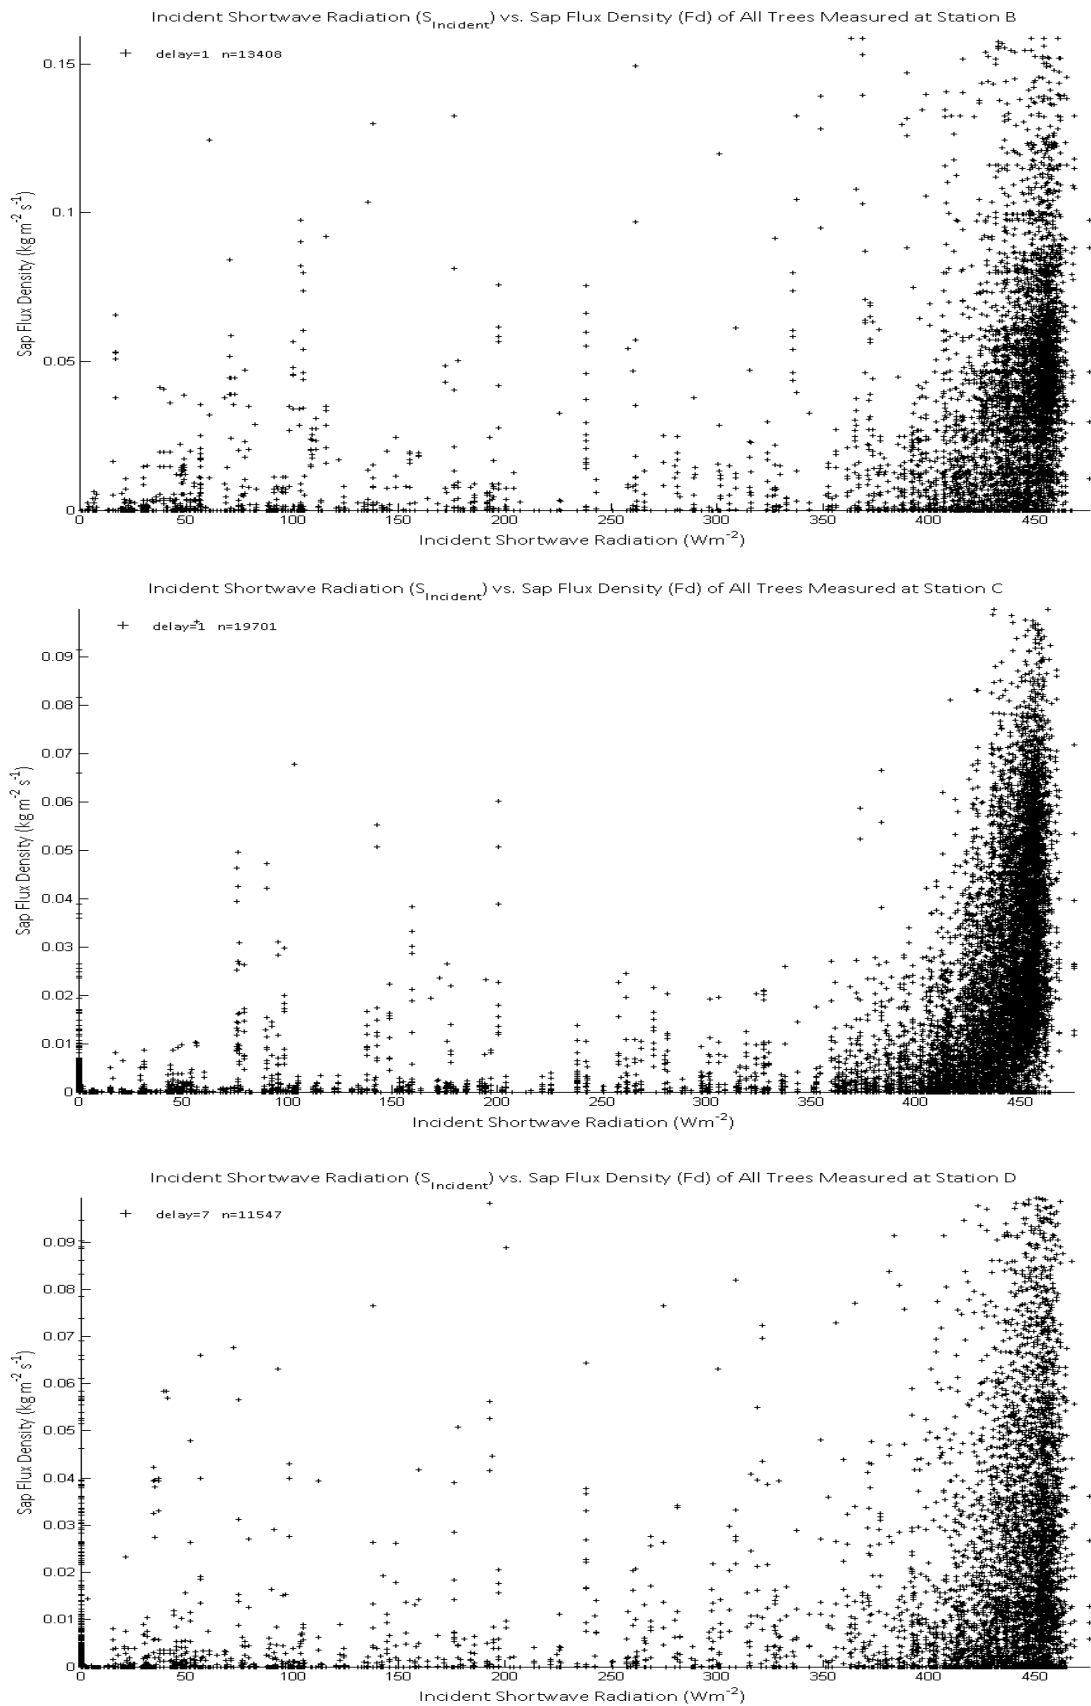 Incident Shortwave Radiation (S_Incident) vs. Sap Flux Density (Fd) of All Trees Measured at Station B
delay=1 n=13408
0.15
0.1
0.05
0
Sap Flux Density (kg m⁻² s⁻¹)
50 100 150 200 250 300 350 400 450
Incident Shortwave Radiation (Wm⁻²)
Incident Shortwave Radiation (S_Incident) vs. Sap Flux Density (Fd) of All Trees Measured at Station C
delay=1 n=19701
0.09
0.08
0.07
0.06
0.05
0.04
0.03
0.02
0.01
0
Sap Flux Density (kg m⁻² s⁻¹)
0 50 100 150 200 250 300 350 400 450
Incident Shortwave Radiation (Wm⁻²)
Incident Shortwave Radiation (S_Incident) vs. Sap Flux Density (Fd) of All Trees Measured at Station D
delay=7 n=11547
0.09
0.08
0.07
0.06
0.05
0.04
0.03
0.02
0.01
0
Sap Flux Density (kg m⁻² s⁻¹)
0 50 100 150 200 250 300 350 400 450
Incident Shortwave Radiation (Wm⁻²)